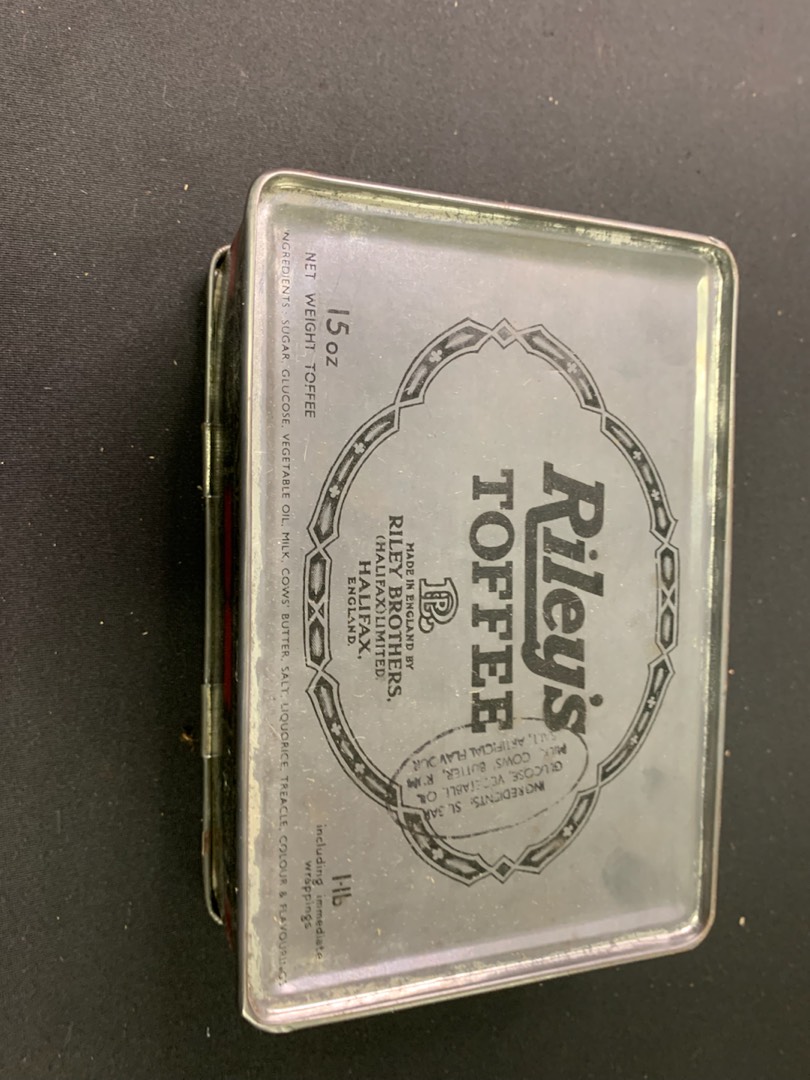 Riley's
TOFFEE
RB
MADE IN ENGLAND BY
RILEY BROTHERS,
(HALIFAX) LIMITED.
HALIFAX,
ENGLAND.
15 oz
NET WEIGHT TOFFEE
1-lb
including immediate
wrappings
INGREDIENTS: SUGAR, GLUCOSE, VEGETABLE OIL, MILK, COWS' BUTTER, SALT, LIQUORICE, TREACLE, COLOUR & FLAVOURINGS
INGREDIENTS: SUGAR
GLUCOSE, VEGETABLE OIL
MILK, COWS' BUTTER,
SALT, ARTIFICIAL FLAVOUR